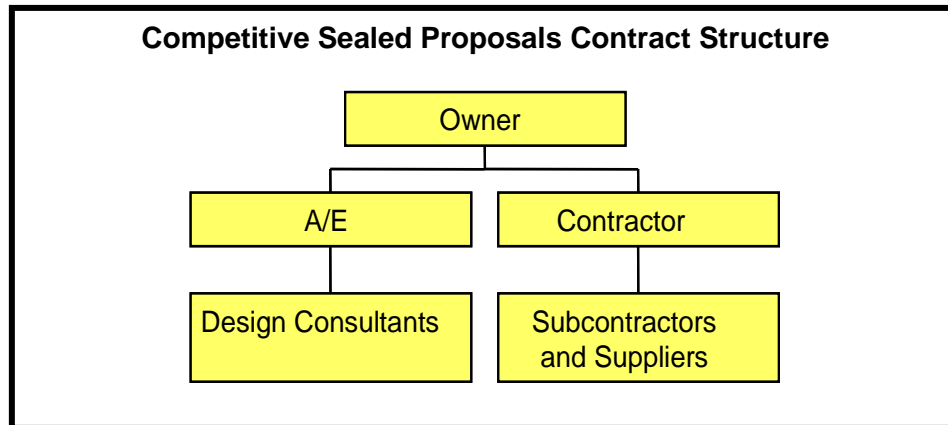 Competitive Sealed Proposals Contract Structure
Owner
A/E
Contractor
Design Consultants
Subcontractors
and Suppliers